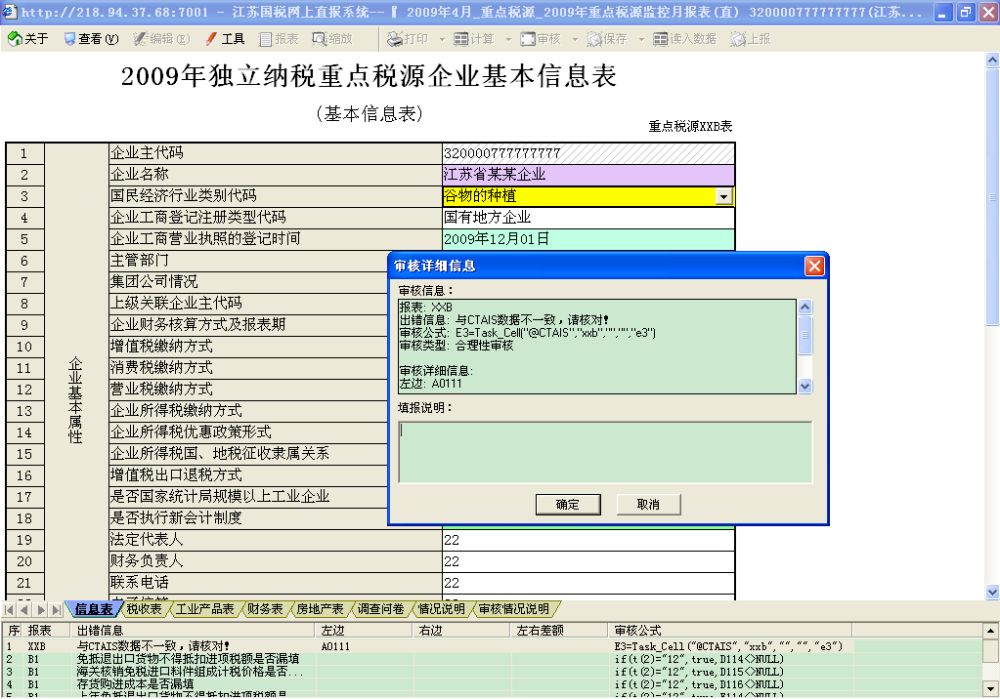 http://218.94.37.68:7001 - 江苏国税网上直报系统--『 2009年4月_重点税源_2009年重点税源监控月报表(直) 320000777777777(江苏...
关于 查看(V) 编辑(E) 工具 报表 缩放 打印 计算 审核 保存 读入数据 上报
2009年独立纳税重点税源企业基本信息表
(基本信息表)
重点税源XXB表
企业基本属性
1 企业主代码 320000777777777
2 企业名称 江苏省某某企业
3 国民经济行业类别代码 谷物的种植
4 企业工商登记注册类型代码 国有地方企业
5 企业工商营业执照的登记时间 2009年12月01日
6 主管部门
7 集团公司情况
8 上级关联企业主代码
9 企业财务核算方式及报表期
10 增值税缴纳方式
11 消费税缴纳方式
12 营业税缴纳方式
13 企业所得税缴纳方式
14 企业所得税优惠政策形式
15 企业所得税国、地税征收隶属关系
16 增值税出口退税方式
17 是否国家统计局规模以上工业企业
18 是否执行新会计制度
19 法定代表人 22
20 财务负责人 22
21 联系电话 22
审核详细信息
审核信息：
报表: XXB
出错信息: 与CTAIS数据不一致，请核对!
审核公式: E3=Task_Cell("@CTAIS","xxb","","","e3")
审核类型: 合理性审核
审核详细信息:
左边: A0111
填报说明：
确定 取消
信息表 税收表 工业产品表 财务表 房地产表 调查问卷 情况说明 审核情况说明
序 报表 出错信息 左边 右边 左右差额 审核公式
1 XXB 与CTAIS数据不一致，请核对! A0111 E3=Task_Cell("@CTAIS","xxb","","","e3")
2 B1 免抵退出口货物不得抵扣进项税额是否漏填 if(t(2)="12",true,D114<>NULL)
3 B1 海关核销免税进口料件组成计税价格是否... if(t(2)="12",true,D115<>NULL)
4 B1 存货购进成本是否漏填 if(t(2)="12",true,D116<>NULL)
5 B1 上年免抵退出口货物不得抵扣进项税额是... if(t(2)="12",true,E114<>NULL)